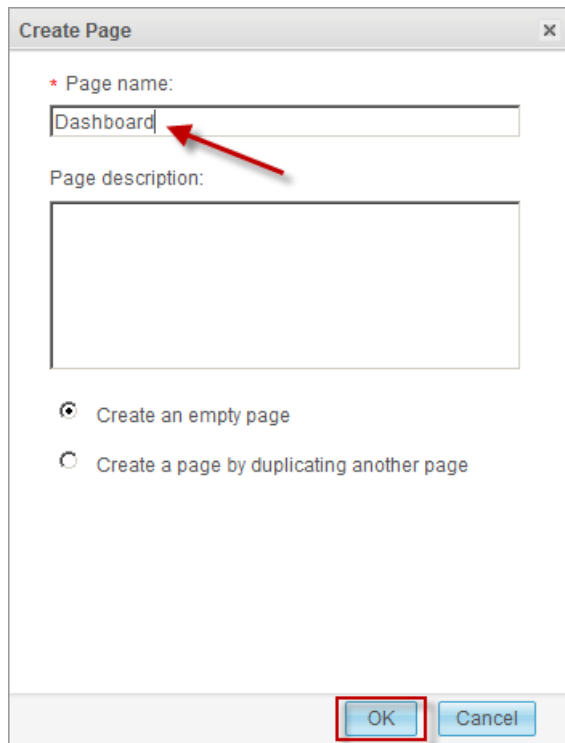 Create Page
* Page name:
Dashboard
Page description:
Create an empty page
Create a page by duplicating another page
OK Cancel